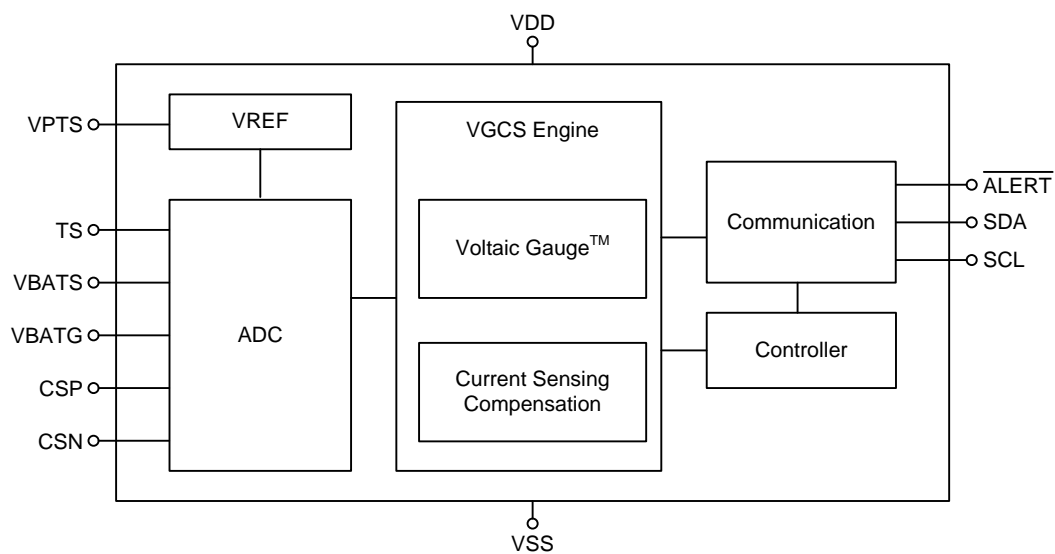 VDD
VPTS
VREF
VGCS Engine
TS
VBATS
VBATG
CSP
CSN
ADC
Voltaic Gauge™
Current Sensing
Compensation
Communication
Controller
ALERT
SDA
SCL
VSS